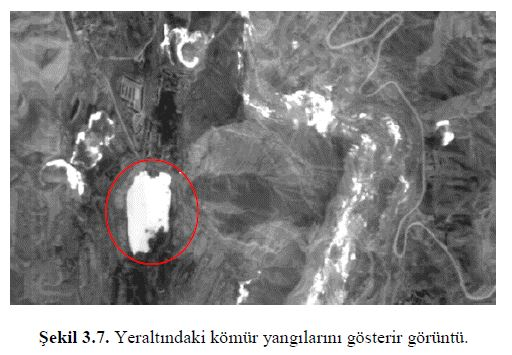 Şekil 3.7. Yeraltındaki kömür yangılarını gösterir görüntü.